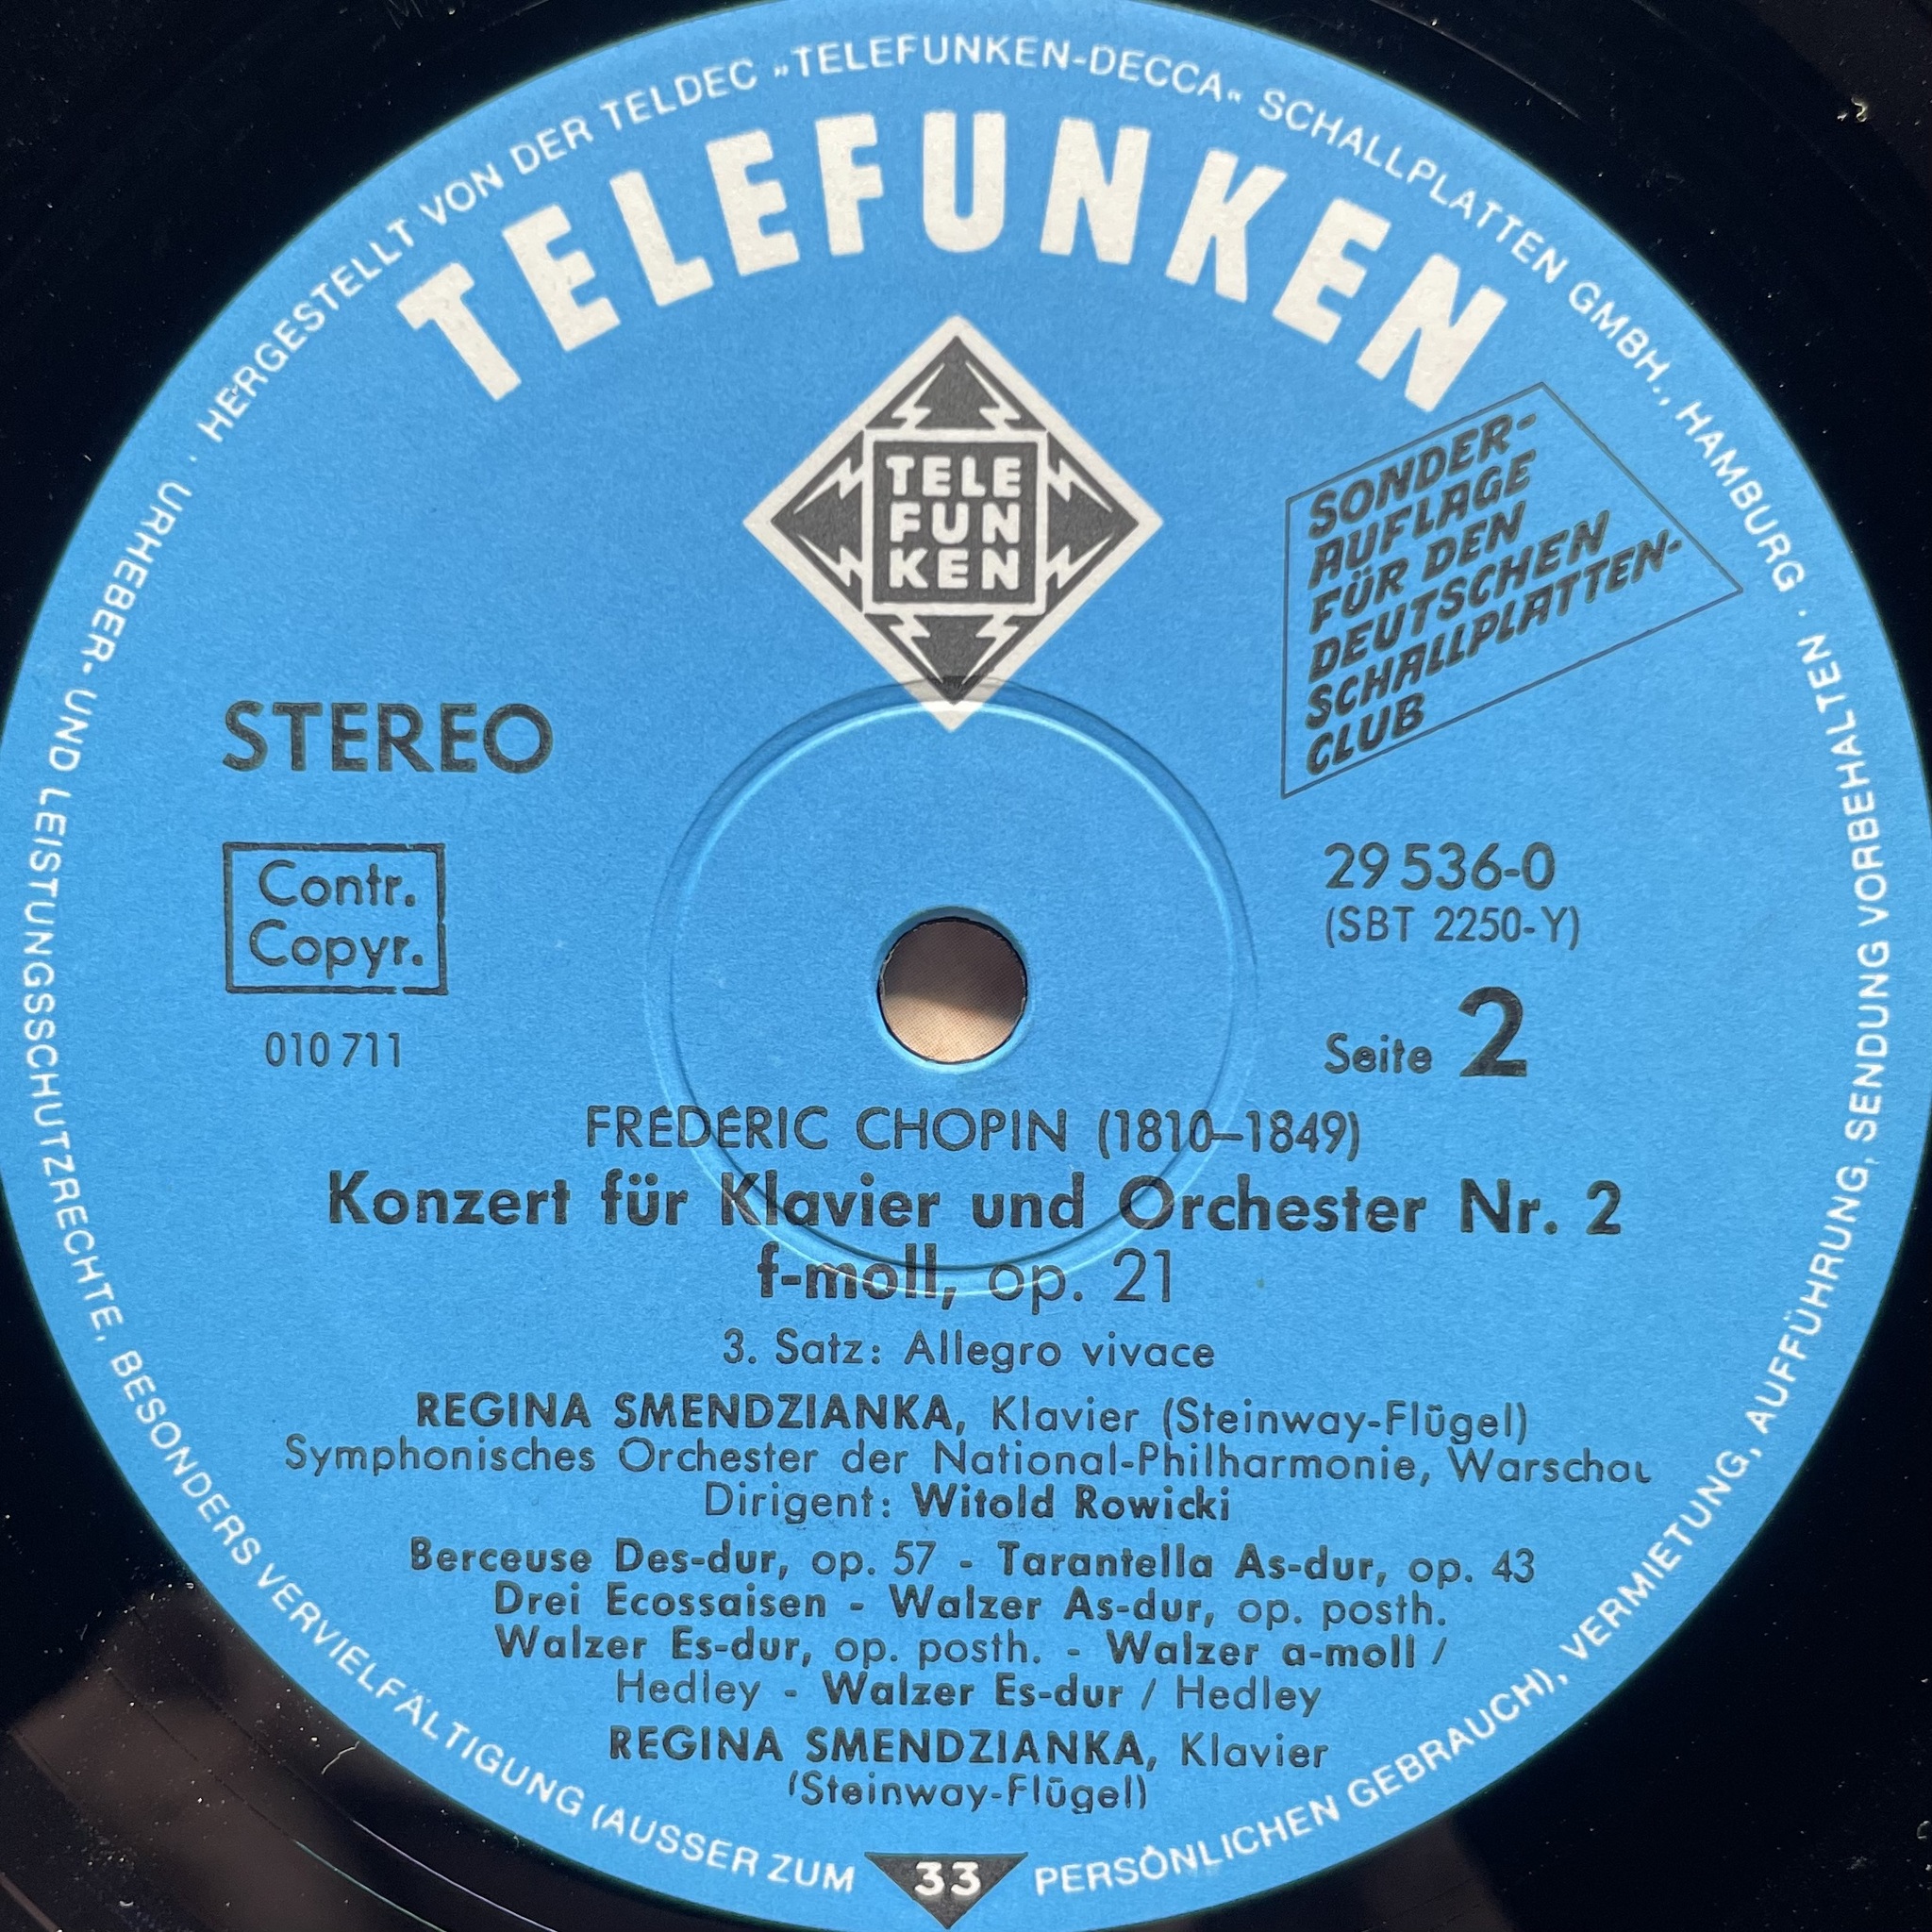 HERGESTELLT VON DER TELDEC „TELEFUNKEN-DECCA“ SCHALLPLATTEN GMBH., HAMBURG · URHEBER- UND LEISTUNGSSCHUTZRECHTE, BESONDERS VERVIELFÄLTIGUNG (AUSSER ZUM PERSÖNLICHEN GEBRAUCH), VERMIETUNG, AUFFÜHRUNG, SENDUNG VORBEHALTEN ·
TELEFUNKEN
TELE
FUN
KEN
SONDER-
AUFLAGE
FÜR DEN
DEUTSCHEN
SCHALLPLATTEN-
CLUB
STEREO
Contr.
Copyr.
010 711
29 536-0
(SBT 2250-Y)
Seite 2
FRÉDÉRIC CHOPIN (1810–1849)
Konzert für Klavier und Orchester Nr. 2
f-moll, op. 21
3. Satz: Allegro vivace
REGINA SMENDZIANKA, Klavier (Steinway-Flügel)
Symphonisches Orchester der National-Philharmonie, Warschau
Dirigent: Witold Rowicki
Berceuse Des-dur, op. 57 - Tarantella As-dur, op. 43
Drei Ecossaisen - Walzer As-dur, op. posth.
Walzer Es-dur, op. posth. - Walzer a-moll /
Hedley - Walzer Es-dur / Hedley
REGINA SMENDZIANKA, Klavier
(Steinway-Flügel)
33